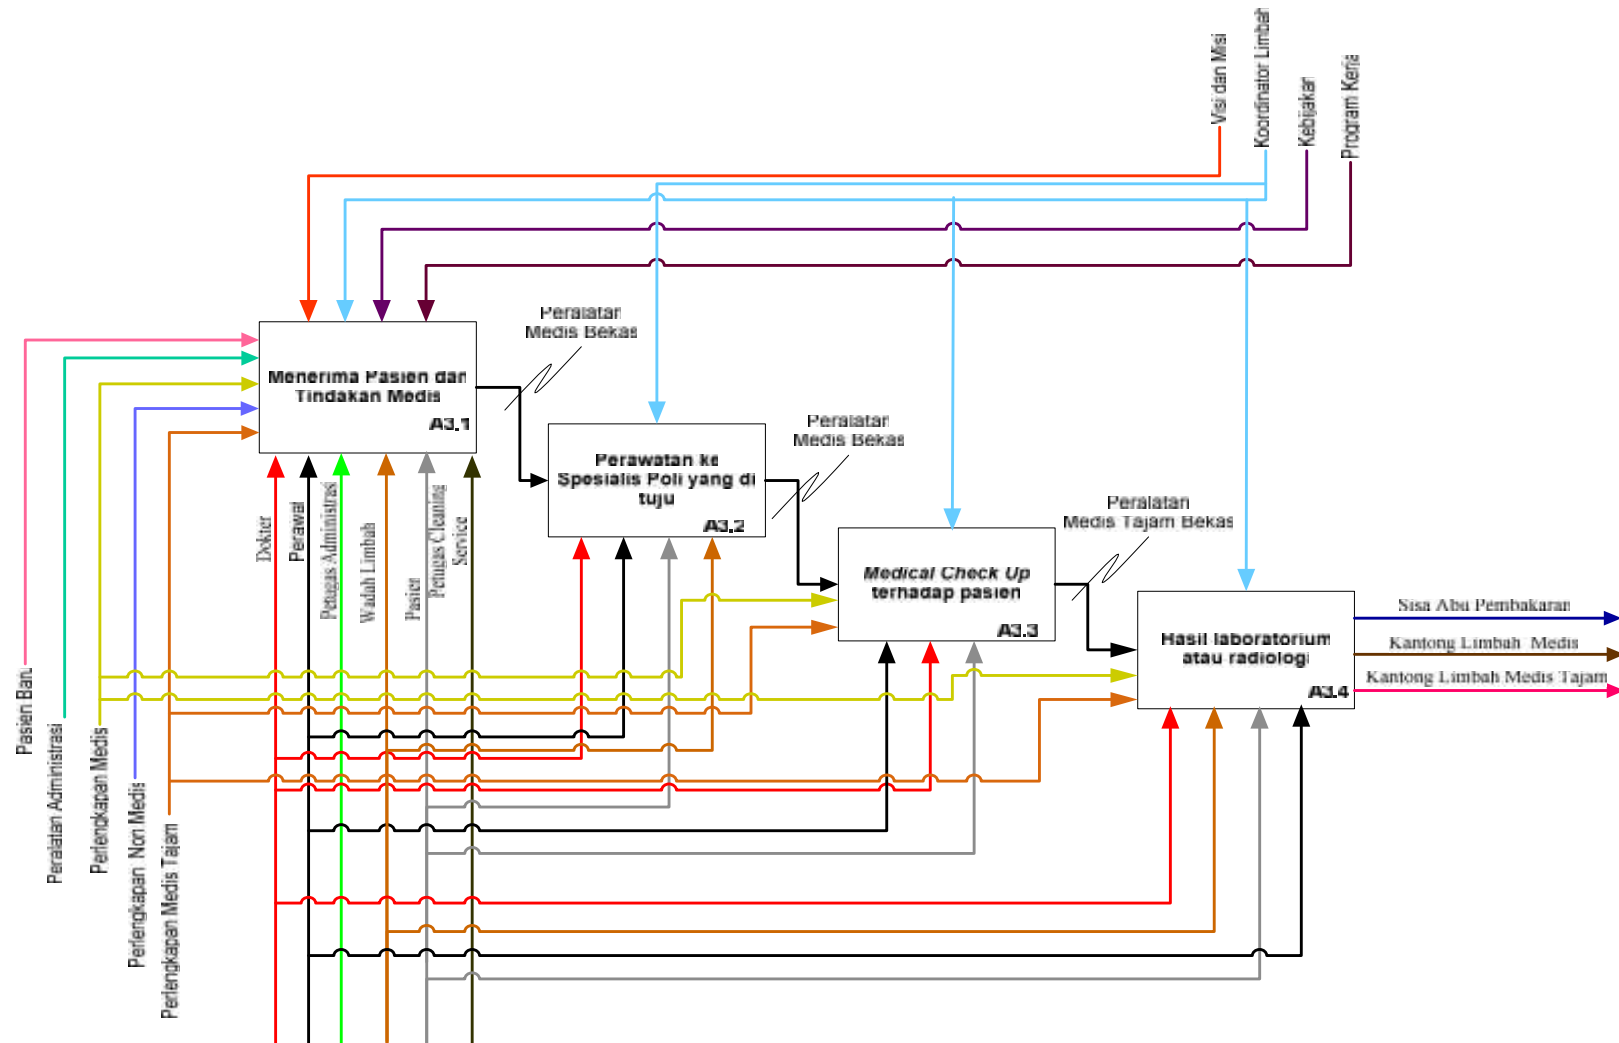 Visi dan Misi
Koordinator Limbah
Kebijakan
Program Kerja
Peralatan
Medis Bekas
Menerima Pasien dan
Tindakan Medis
A3.1
Peralatan
Medis Bekas
Perawatan ke
Spesialis Poli yang di
tuju
A3.2
Peralatan
Medis Tajam Bekas
Medical Check Up
terhadap pasien
A3.3
Hasil laboratorium
atau radiologi
A3.4
Sisa Abu Pembakaran
Kantong Limbah Medis
Kantong Limbah Medis Tajam
Dokter
Perawat
Petugas Administrasi
Wadah Limbah
Pasien
Petugas Cleaning
Service
Pasien Baru
Peralatan Administrasi
Perlengkapan Medis
Perlengkapan Non Medis
Perlengkapan Medis Tajam